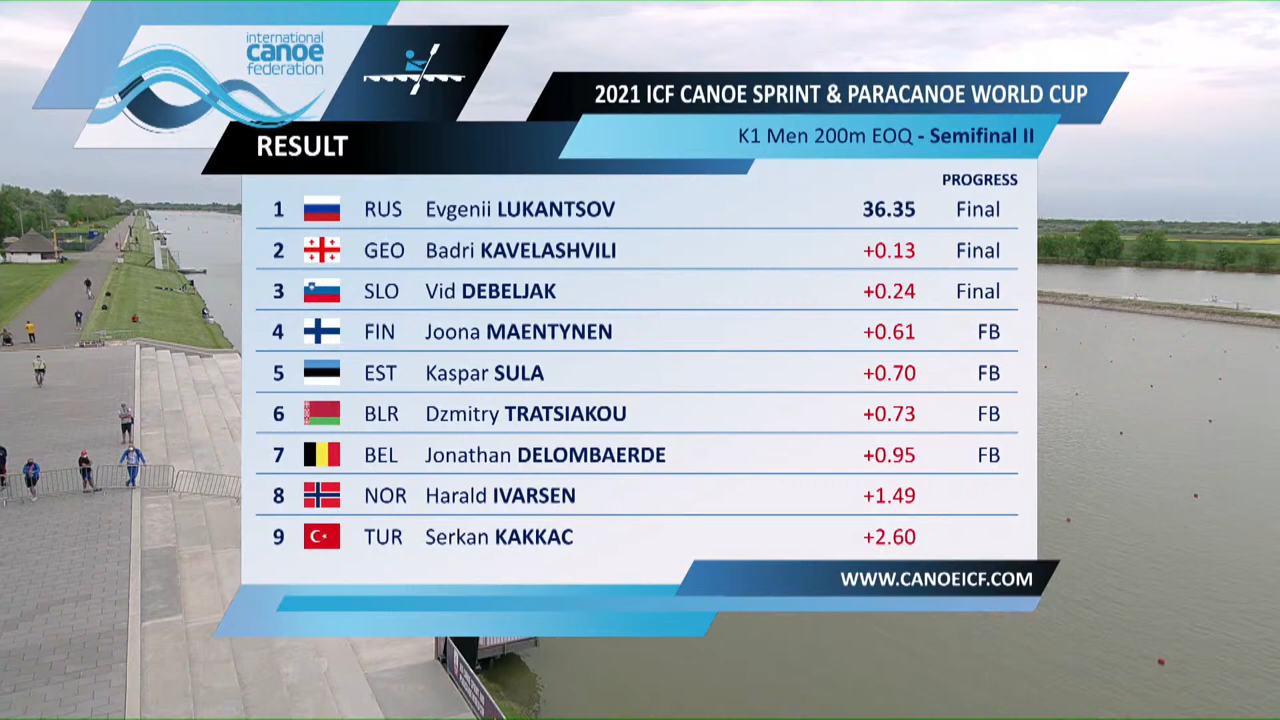 international
canoe
federation
2021 ICF CANOE SPRINT & PARACANOE WORLD CUP
K1 Men 200m EOQ - Semifinal II
RESULT
PROGRESS
1 RUS Evgenii LUKANTSOV 36.35 Final
2 GEO Badri KAVELASHVILI +0.13 Final
3 SLO Vid DEBELJAK +0.24 Final
4 FIN Joona MAENTYNEN +0.61 FB
5 EST Kaspar SULA +0.70 FB
6 BLR Dzmitry TRATSIAKOU +0.73 FB
7 BEL Jonathan DELOMBAERDE +0.95 FB
8 NOR Harald IVARSEN +1.49
9 TUR Serkan KAKKAC +2.60
WWW.CANOEICF.COM